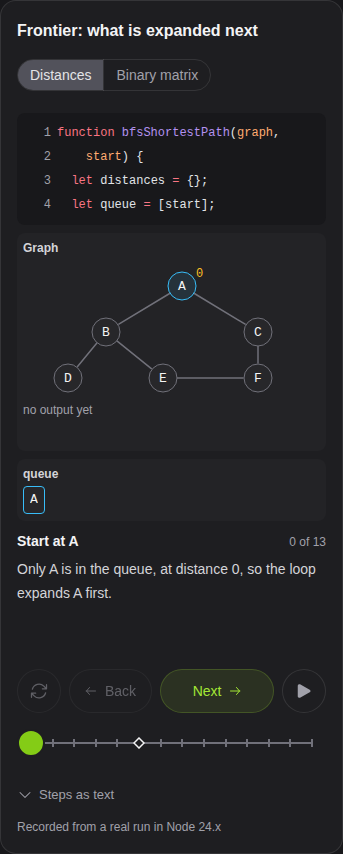 Frontier: what is expanded next
Distances Binary matrix
1 function bfsShortestPath(graph,
2 start) {
3 let distances = {};
4 let queue = [start];
Graph
0
A
B C
D E F
no output yet
queue
A
Start at A 0 of 13
Only A is in the queue, at distance 0, so the loop
expands A first.
← Back Next →
Steps as text
Recorded from a real run in Node 24.x